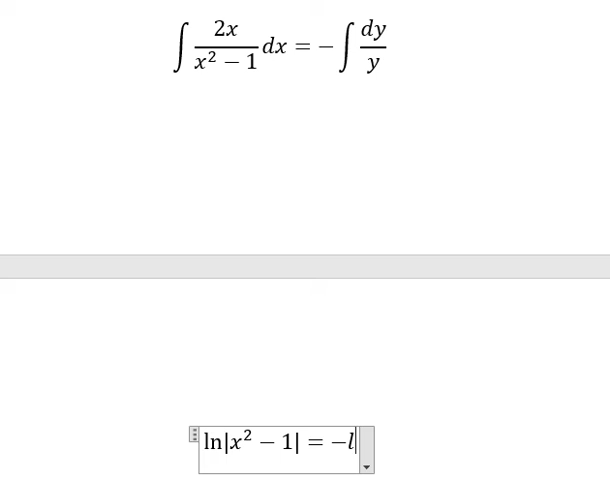 ∫ 2x/(x² − 1) dx = − ∫ dy/y
ln|x² − 1| = −l